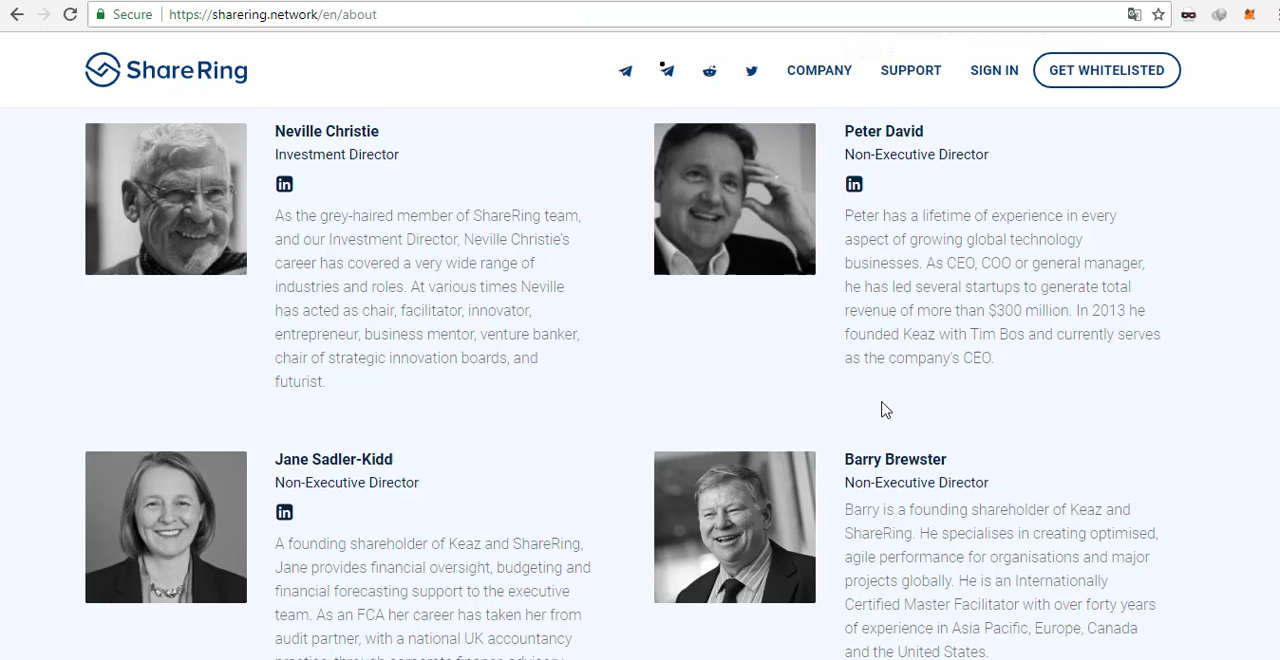 Secure
https://sharering.network/en/about
ShareRing
COMPANY
SUPPORT
SIGN IN
GET WHITELISTED
Neville Christie
Investment Director
in
As the grey-haired member of ShareRing team,
and our Investment Director, Neville Christie's
career has covered a very wide range of
industries and roles. At various times Neville
has acted as chair, facilitator, innovator,
entrepreneur, business mentor, venture banker,
chair of strategic innovation boards, and
futurist.
Peter David
Non-Executive Director
in
Peter has a lifetime of experience in every
aspect of growing global technology
businesses. As CEO, COO or general manager,
he has led several startups to generate total
revenue of more than $300 million. In 2013 he
founded Keaz with Tim Bos and currently serves
as the company's CEO.
Jane Sadler-Kidd
Non-Executive Director
in
A founding shareholder of Keaz and ShareRing,
Jane provides financial oversight, budgeting and
financial forecasting support to the executive
team. As an FCA her career has taken her from
audit partner, with a national UK accountancy
practice, through corporate finance advisory
Barry Brewster
Non-Executive Director
Barry is a founding shareholder of Keaz and
ShareRing. He specialises in creating optimised,
agile performance for organisations and major
projects globally. He is an Internationally
Certified Master Facilitator with over forty years
of experience in Asia Pacific, Europe, Canada
and the United States.